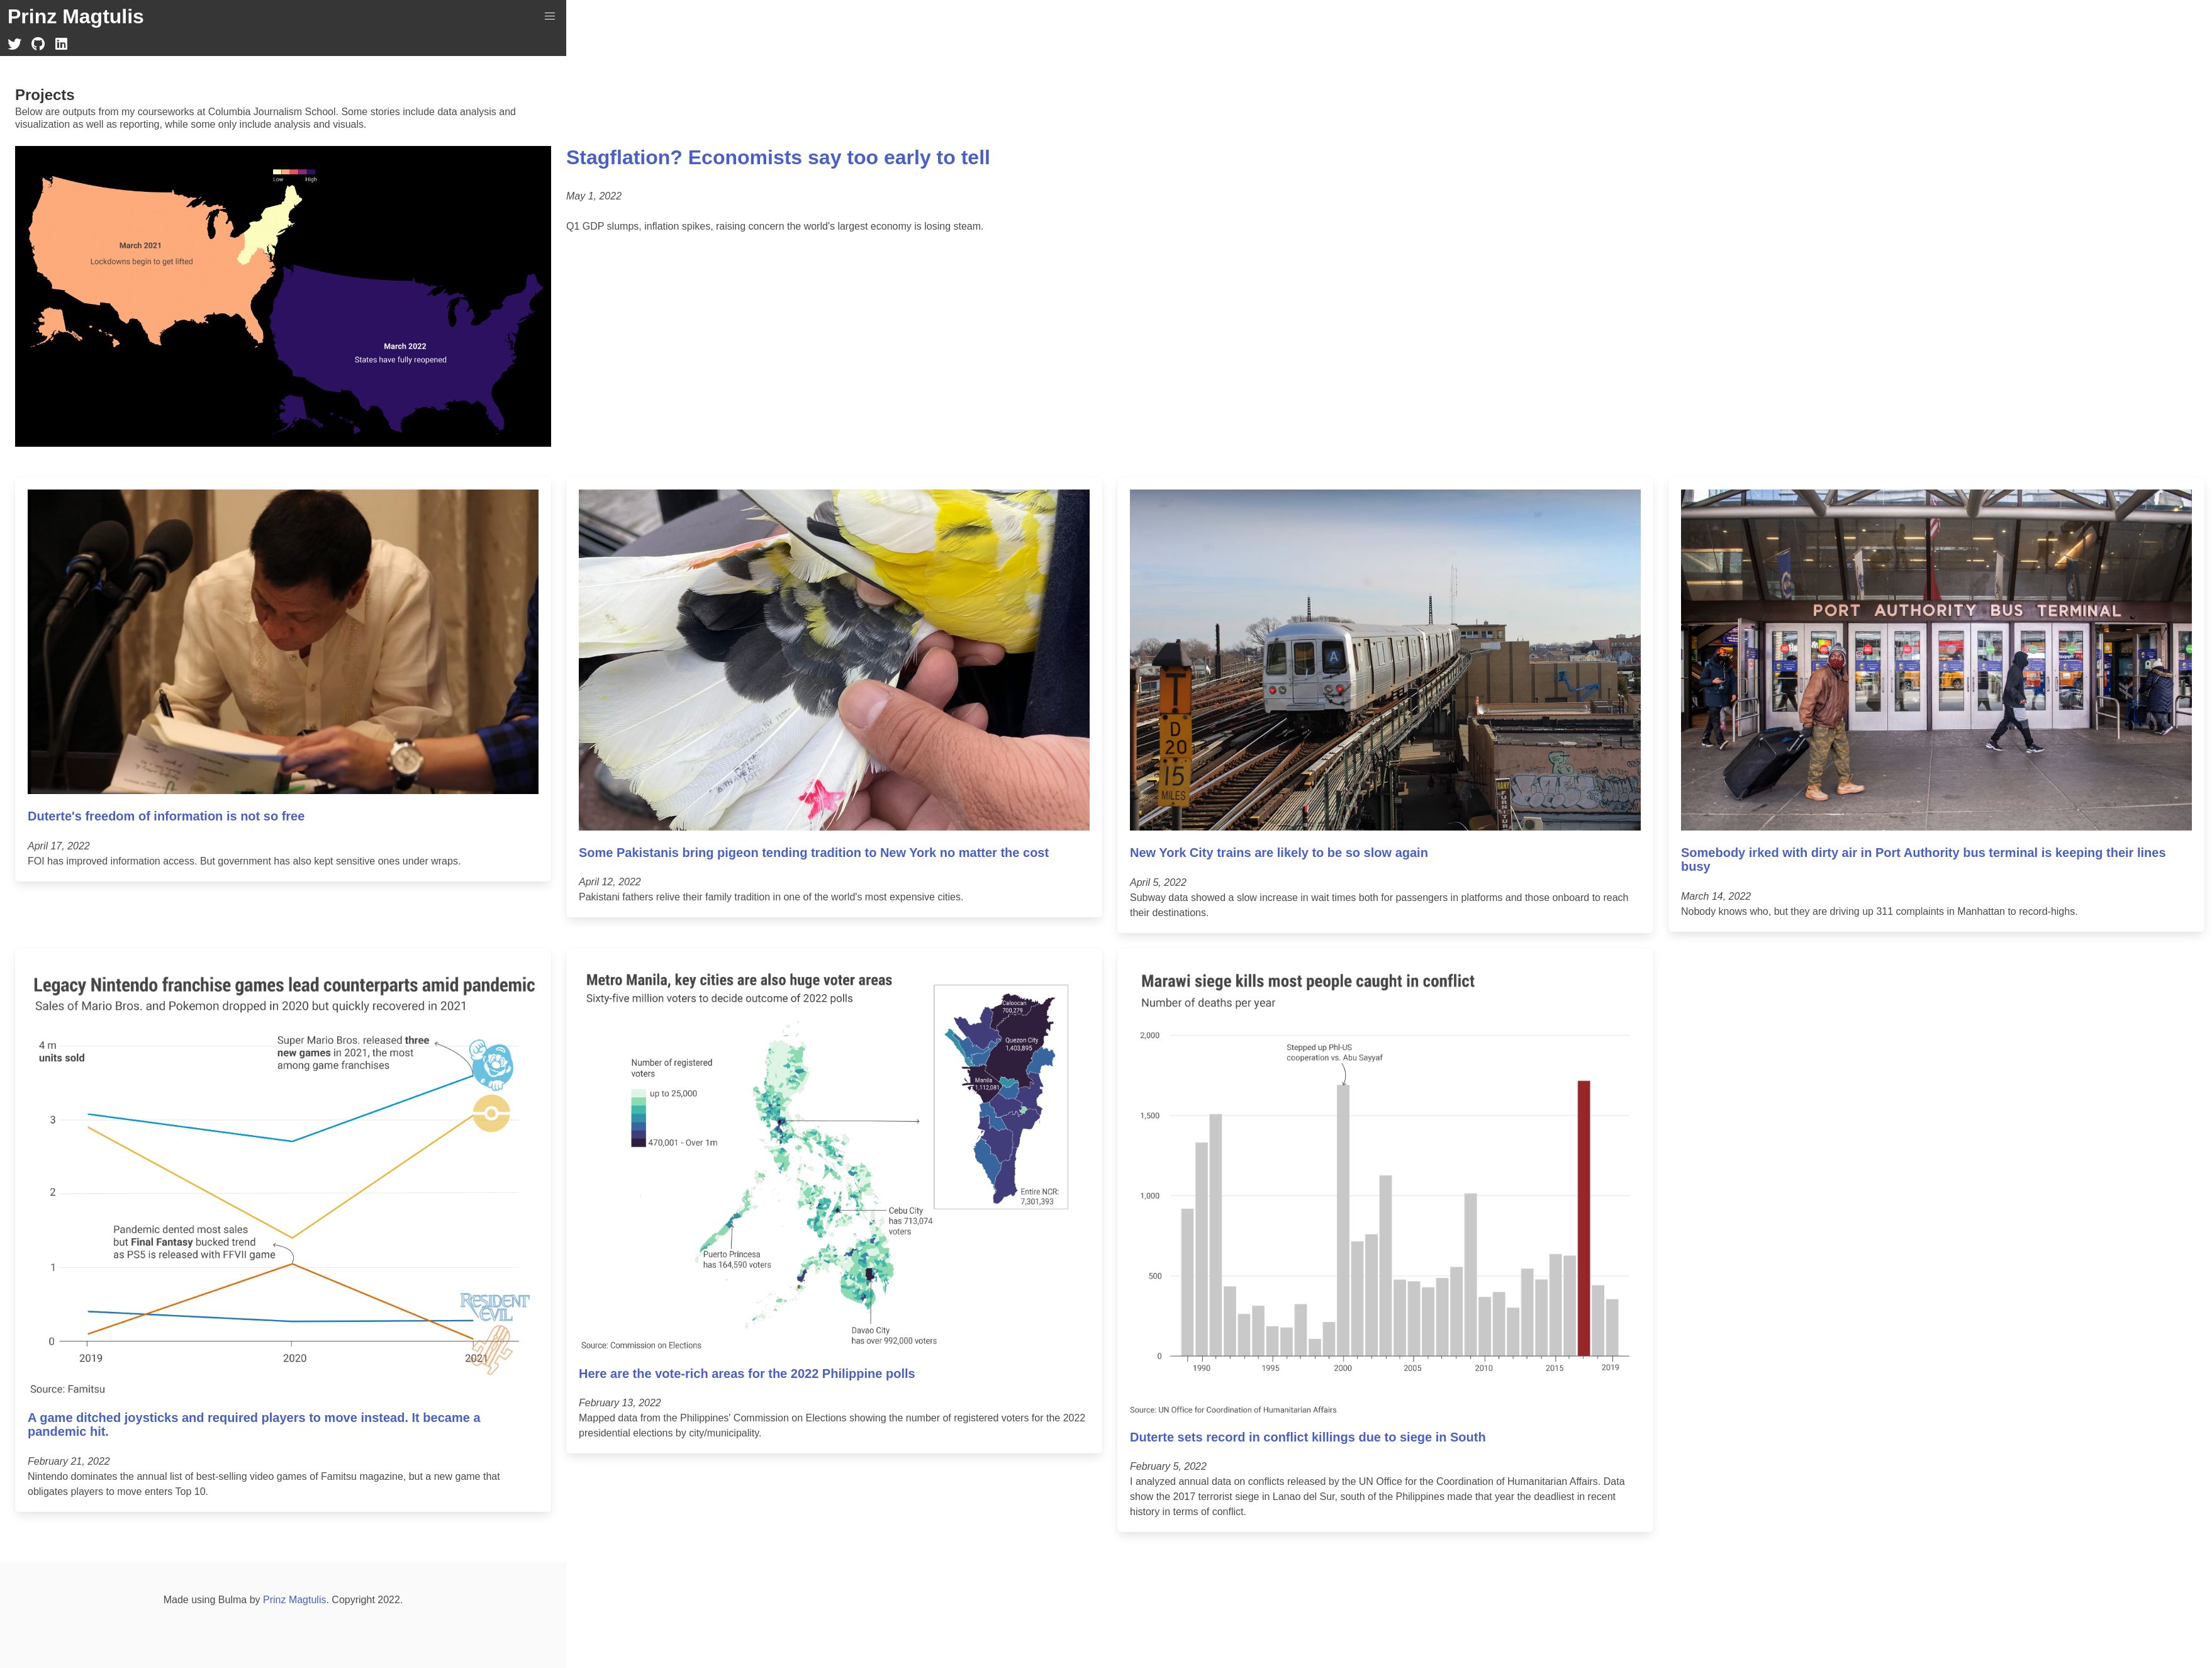 Prinz Magtulis
Projects
Below are outputs from my courseworks at Columbia Journalism School. Some stories include data analysis and
visualization as well as reporting, while some only include analysis and visuals.
Low High
March 2021
Lockdowns begin to get lifted
March 2022
States have fully reopened
Stagflation? Economists say too early to tell
May 1, 2022
Q1 GDP slumps, inflation spikes, raising concern the world's largest economy is losing steam.
Duterte's freedom of information is not so free
April 17, 2022
FOI has improved information access. But government has also kept sensitive ones under wraps.
Some Pakistanis bring pigeon tending tradition to New York no matter the cost
April 12, 2022
Pakistani fathers relive their family tradition in one of the world's most expensive cities.
A
T
D
20
15
MILES
New York City trains are likely to be so slow again
April 5, 2022
Subway data showed a slow increase in wait times both for passengers in platforms and those onboard to reach
their destinations.
PORT AUTHORITY BUS TERMINAL
Somebody irked with dirty air in Port Authority bus terminal is keeping their lines
busy
March 14, 2022
Nobody knows who, but they are driving up 311 complaints in Manhattan to record-highs.
Legacy Nintendo franchise games lead counterparts amid pandemic
Sales of Mario Bros. and Pokemon dropped in 2020 but quickly recovered in 2021
4 m
units sold
Super Mario Bros. released three
new games in 2021, the most
among game franchises
3
2
Pandemic dented most sales
but Final Fantasy bucked trend
as PS5 is released with FFVII game
1
RESIDENT
EVIL
0
2019 2020 2021
Source: Famitsu
A game ditched joysticks and required players to move instead. It became a
pandemic hit.
February 21, 2022
Nintendo dominates the annual list of best-selling video games of Famitsu magazine, but a new game that
obligates players to move enters Top 10.
Metro Manila, key cities are also huge voter areas
Sixty-five million voters to decide outcome of 2022 polls
Number of registered
voters
up to 25,000
470,001 - Over 1m
Caloocan
700,279
Quezon City
1,403,895
Manila
1,112,081
Entire NCR:
7,301,393
Cebu City
has 713,074
voters
Puerto Princesa
has 164,590 voters
Davao City
has over 992,000 voters
Source: Commission on Elections
Here are the vote-rich areas for the 2022 Philippine polls
February 13, 2022
Mapped data from the Philippines' Commission on Elections showing the number of registered voters for the 2022
presidential elections by city/municipality.
Marawi siege kills most people caught in conflict
Number of deaths per year
2,000
Stepped up Phl-US
cooperation vs. Abu Sayyaf
1,500
1,000
500
0
1990 1995 2000 2005 2010 2015 2019
Source: UN Office for Coordination of Humanitarian Affairs
Duterte sets record in conflict killings due to siege in South
February 5, 2022
I analyzed annual data on conflicts released by the UN Office for the Coordination of Humanitarian Affairs. Data
show the 2017 terrorist siege in Lanao del Sur, south of the Philippines made that year the deadliest in recent
history in terms of conflict.
Made using Bulma by Prinz Magtulis. Copyright 2022.